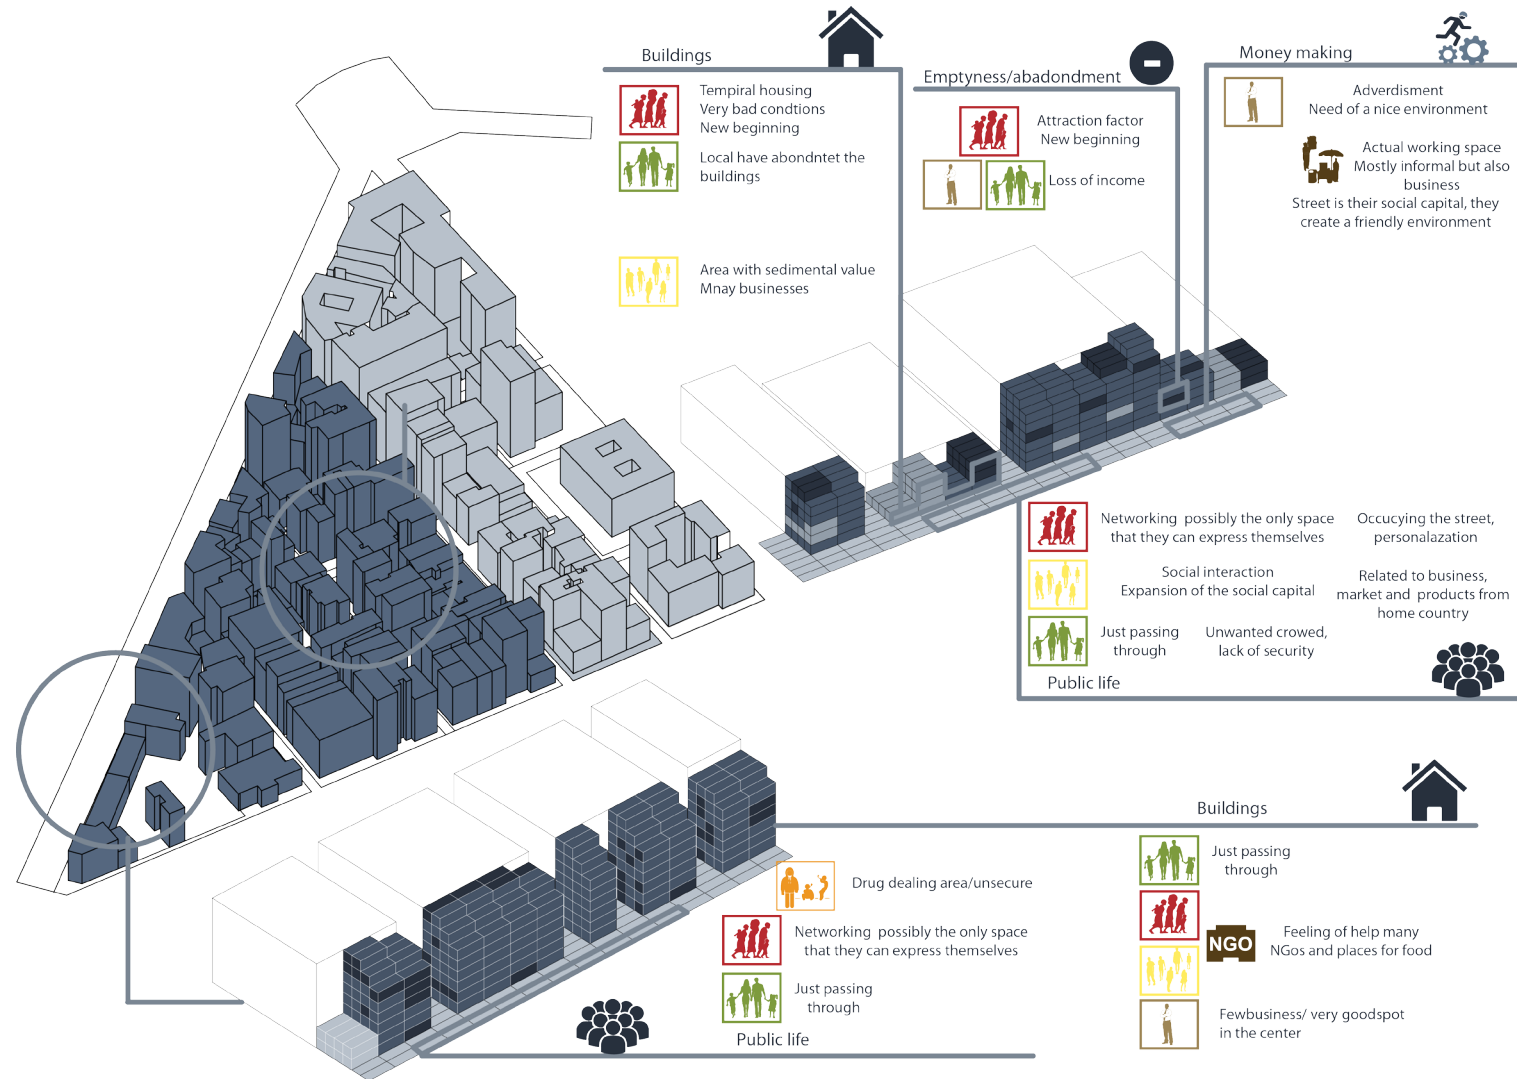 Buildings
Tempiral housing
Very bad condtions
New beginning
Local have abondntet the
buildings
Area with sedimental value
Mnay businesses
Emptyness/abadondment
Attraction factor
New beginning
Loss of income
Money making
Adverdisment
Need of a nice environment
Actual working space
Mostly informal but also
business
Street is their social capital, they
create a friendly environment
Networking possibly the only space
that they can express themselves
Occucying the street,
personalazation
Social interaction
Expansion of the social capital
Related to business,
market and products from
home country
Just passing
through
Unwanted crowed,
lack of security
Public life
Drug dealing area/unsecure
Networking possibly the only space
that they can express themselves
Just passing
through
Public life
Buildings
Just passing
through
NGO
Feeling of help many
NGos and places for food
Fewbusiness/ very goodspot
in the center